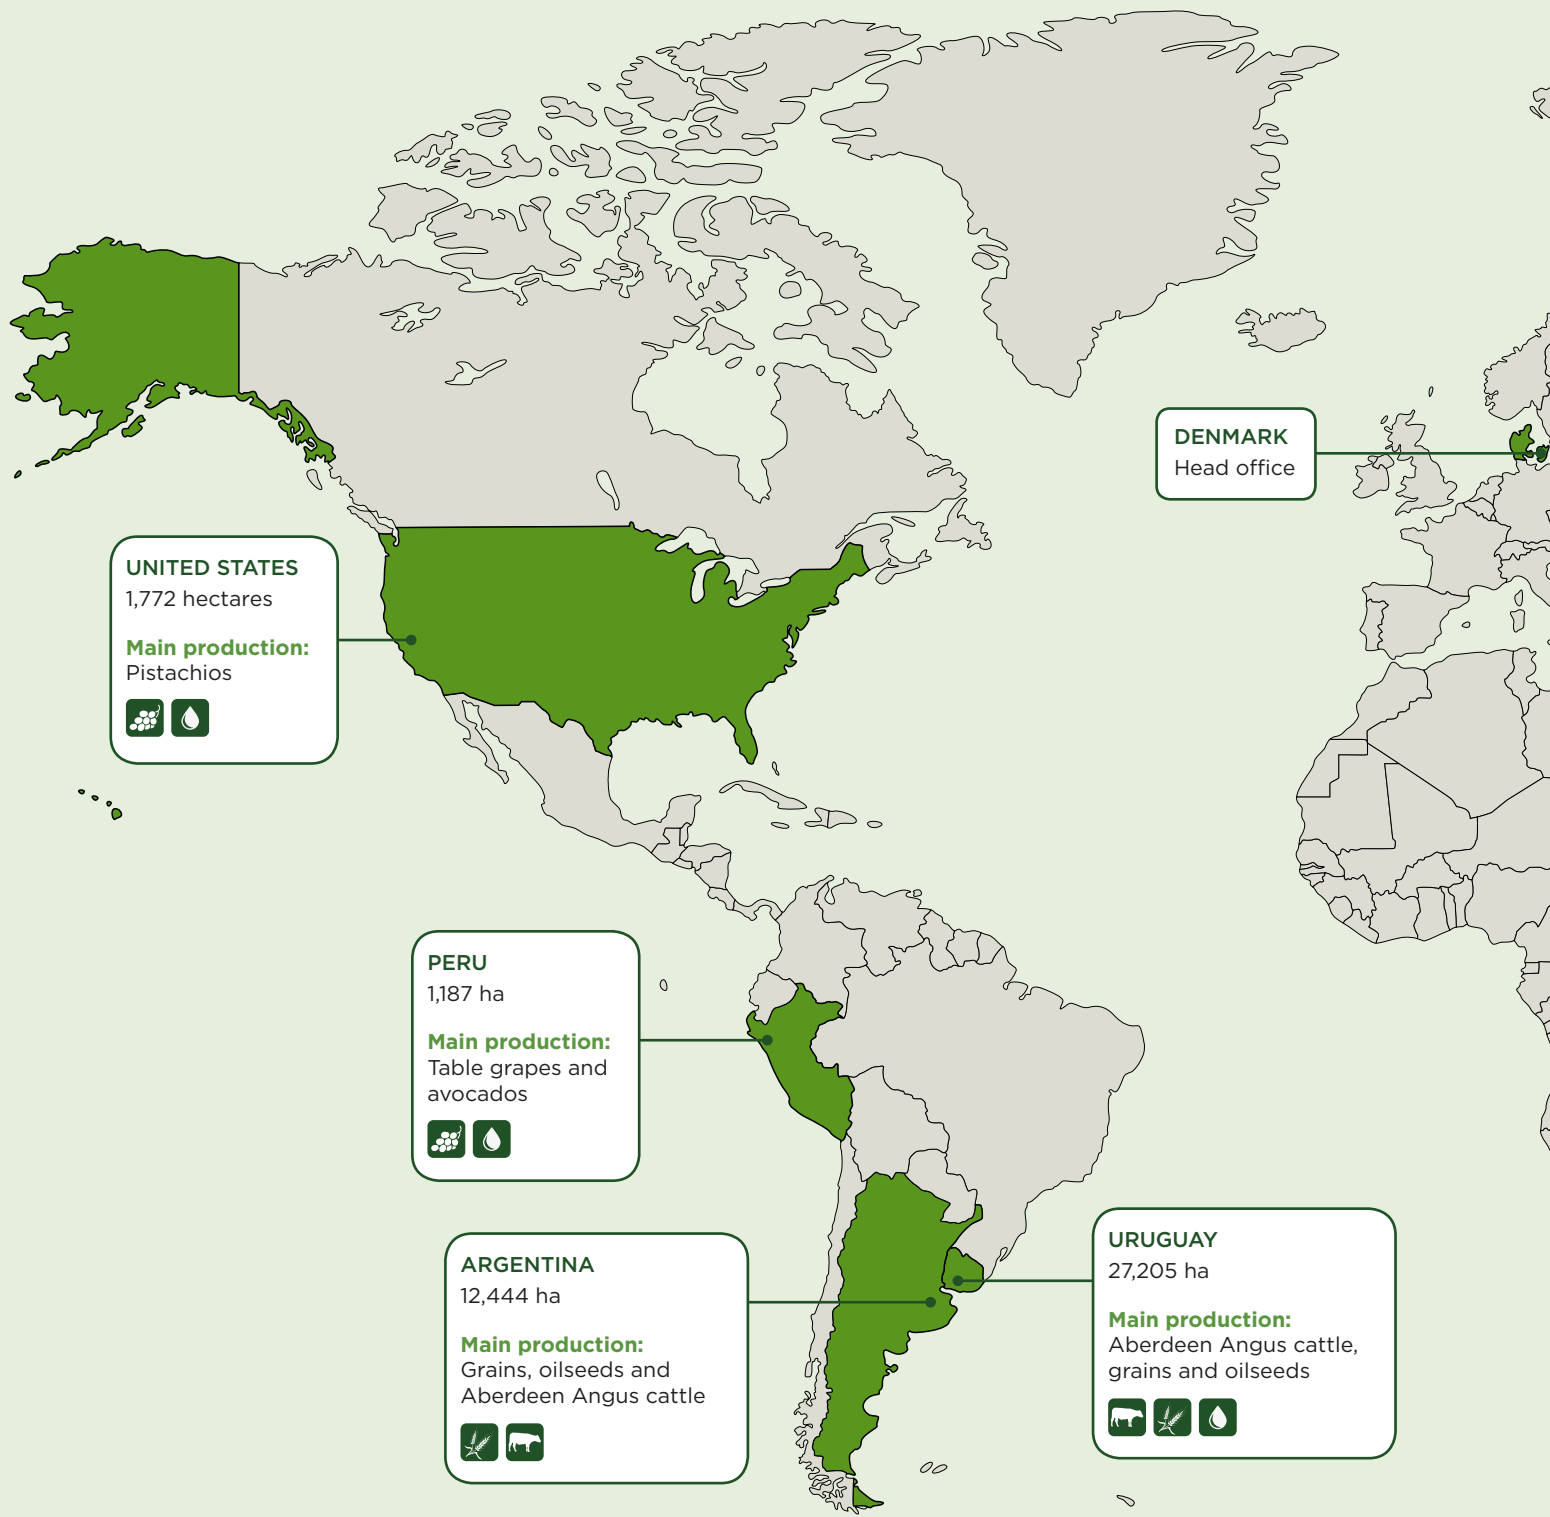 DENMARK
Head office
UNITED STATES
1,772 hectares
Main production:
Pistachios
PERU
1,187 ha
Main production:
Table grapes and
avocados
ARGENTINA
12,444 ha
Main production:
Grains, oilseeds and
Aberdeen Angus cattle
URUGUAY
27,205 ha
Main production:
Aberdeen Angus cattle,
grains and oilseeds